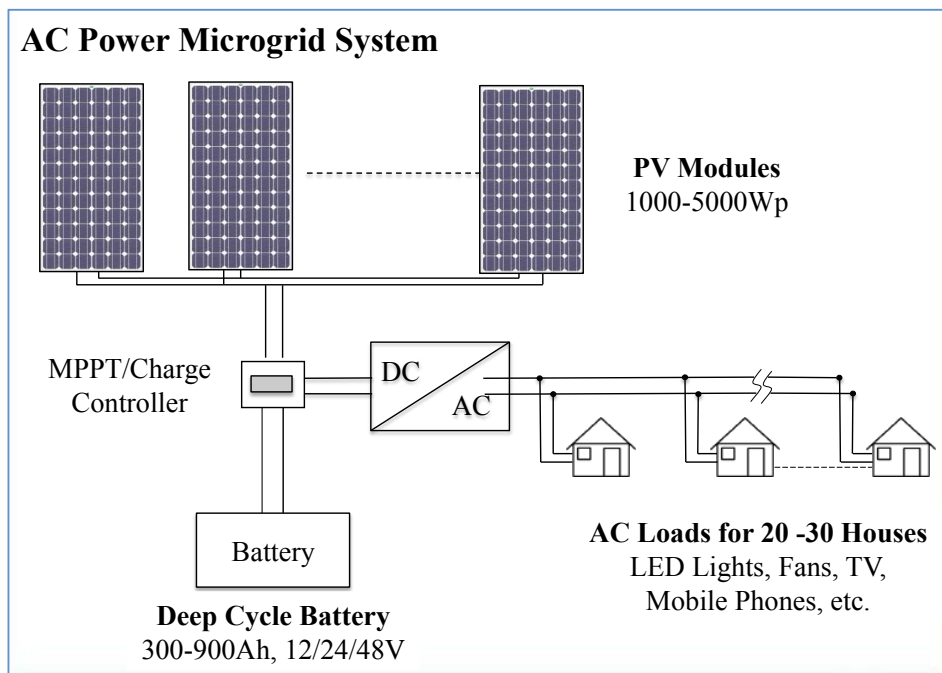 AC Power Microgrid System
PV Modules
1000-5000Wp
MPPT/Charge
Controller
DC
AC
Battery
Deep Cycle Battery
300-900Ah, 12/24/48V
AC Loads for 20 -30 Houses
LED Lights, Fans, TV,
Mobile Phones, etc.